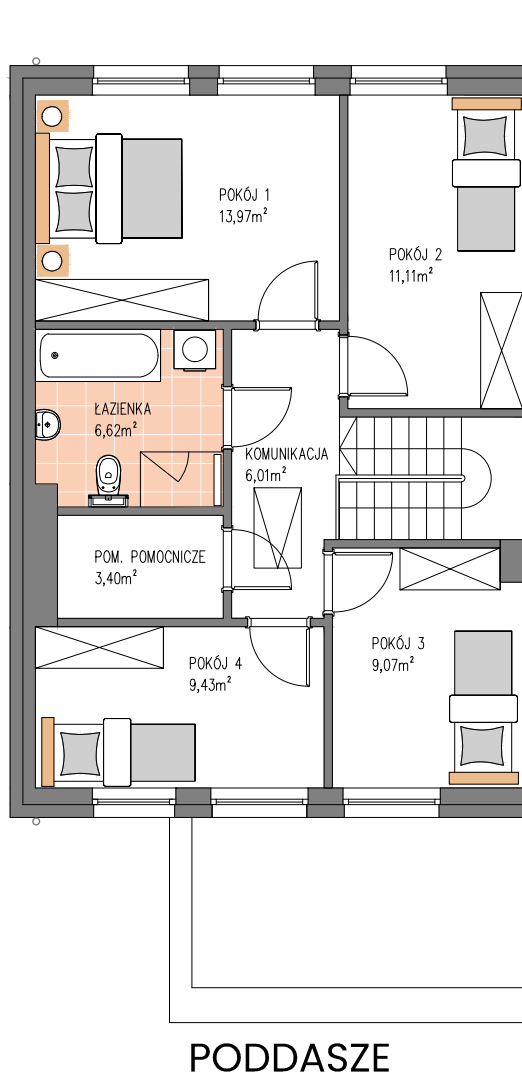 POKÓJ 1
13,97m²
POKÓJ 2
11,11m²
ŁAZIENKA
6,62m²
KOMUNIKACJA
6,01m²
POM. POMOCNICZE
3,40m²
POKÓJ 3
9,07m²
POKÓJ 4
9,43m²
PODDASZE